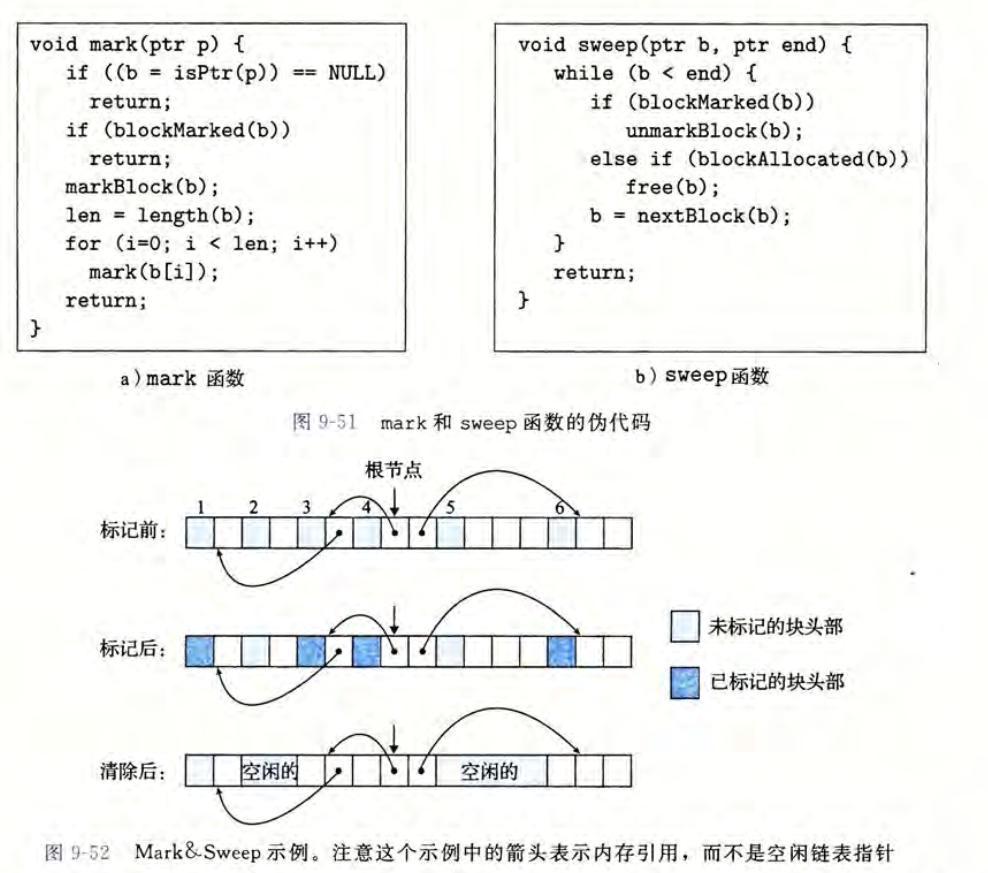 void mark(ptr p) {
if ((b = isPtr(p)) == NULL)
return;
if (blockMarked(b))
return;
markBlock(b);
len = length(b);
for (i=0; i < len; i++)
mark(b[i]);
return;
}
a)mark 函数
void sweep(ptr b, ptr end) {
while (b < end) {
if (blockMarked(b))
unmarkBlock(b);
else if (blockAllocated(b))
free(b);
b = nextBlock(b);
}
return;
}
b)sweep函数
图 9-51 mark 和 sweep 函数的伪代码
根节点
1 2 3 4 5 6
标记前:
标记后:
未标记的块头部
已标记的块头部
清除后:
空闲的 空闲的
图 9-52 Mark&Sweep 示例。注意这个示例中的箭头表示内存引用，而不是空闲链表指针